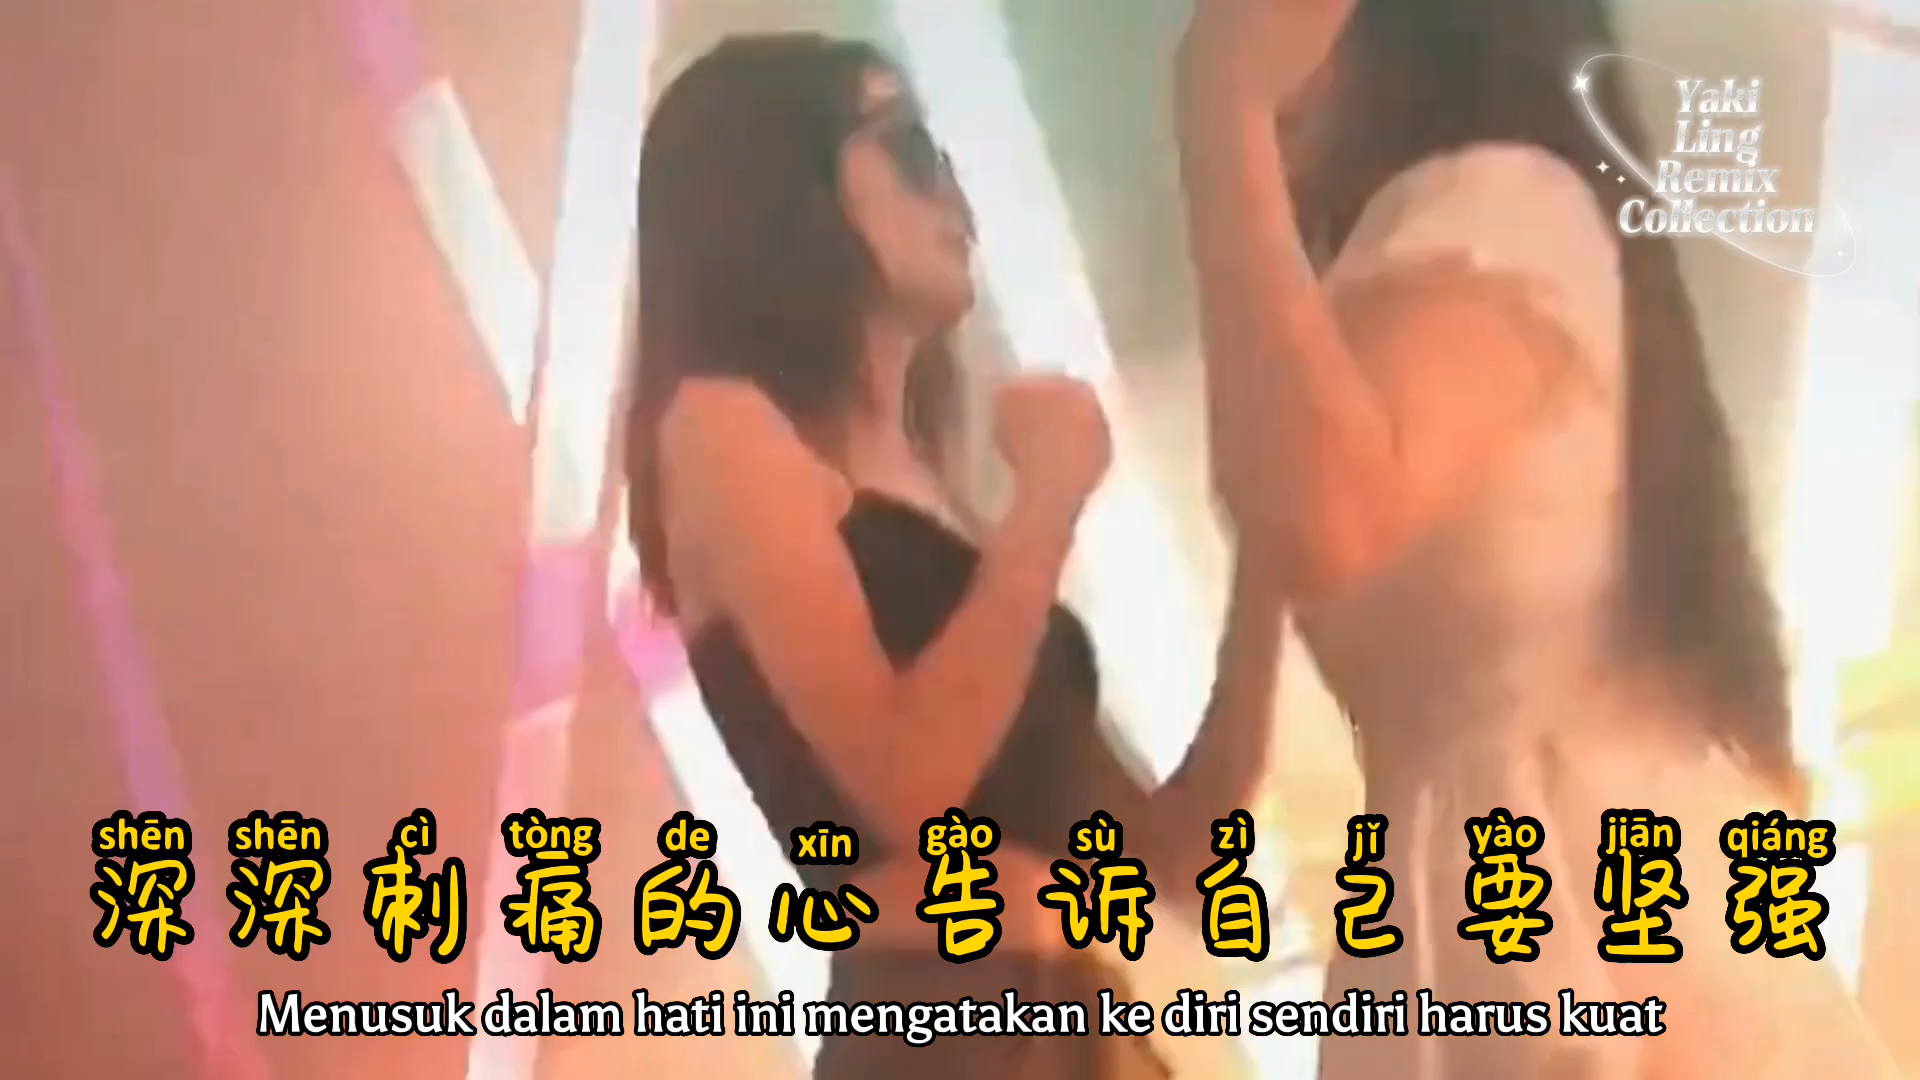 Yaki
Ling
Remix
Collection
shēn shēn cì tòng de xīn gào sù zì jǐ yào jiān qiáng
深深刺痛的心告诉自己要坚强
Menusuk dalam hati ini mengatakan ke diri sendiri harus kuat